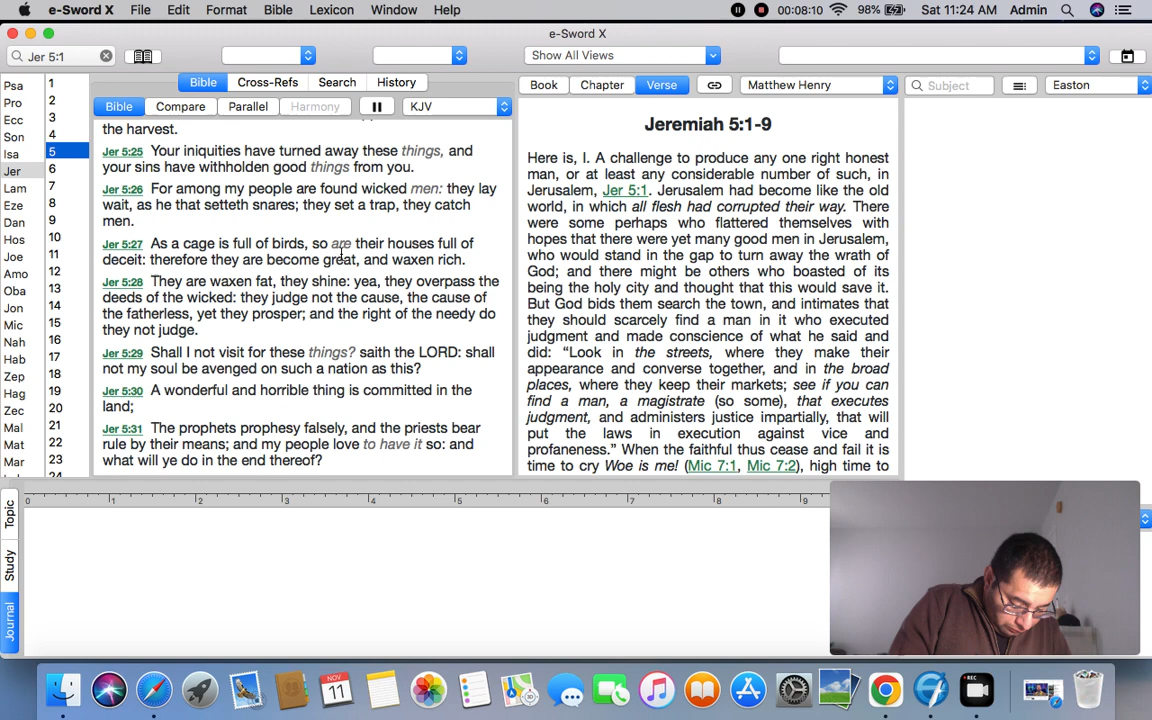 e-Sword X File Edit Format Bible Lexicon Window Help 00:08:10 98% Sat 11:24 AM Admin
e-Sword X
Jer 5:1 Show All Views
Bible Cross-Refs Search History
Book Chapter Verse Matthew Henry Subject Easton
Bible Compare Parallel Harmony KJV
Psa
Pro
Ecc
Son
Isa
Jer
Lam
Eze
Dan
Hos
Joe
Amo
Oba
Jon
Mic
Nah
Hab
Zep
Hag
Zec
Mal
Mat
Mar
1
2
3
4
5
6
7
8
9
10
11
12
13
14
15
16
17
18
19
20
21
22
23
24
the harvest.
Jer 5:25 Your iniquities have turned away these things, and
your sins have withholden good things from you.
Jer 5:26 For among my people are found wicked men: they lay
wait, as he that setteth snares; they set a trap, they catch
men.
Jer 5:27 As a cage is full of birds, so are their houses full of
deceit: therefore they are become great, and waxen rich.
Jer 5:28 They are waxen fat, they shine: yea, they overpass the
deeds of the wicked: they judge not the cause, the cause of
the fatherless, yet they prosper; and the right of the needy do
they not judge.
Jer 5:29 Shall I not visit for these things? saith the LORD: shall
not my soul be avenged on such a nation as this?
Jer 5:30 A wonderful and horrible thing is committed in the
land;
Jer 5:31 The prophets prophesy falsely, and the priests bear
rule by their means; and my people love to have it so: and
what will ye do in the end thereof?
Jeremiah 5:1-9
Here is, I. A challenge to produce any one right honest
man, or at least any considerable number of such, in
Jerusalem, Jer 5:1. Jerusalem had become like the old
world, in which all flesh had corrupted their way. There
were some perhaps who flattered themselves with
hopes that there were yet many good men in Jerusalem,
who would stand in the gap to turn away the wrath of
God; and there might be others who boasted of its
being the holy city and thought that this would save it.
But God bids them search the town, and intimates that
they should scarcely find a man in it who executed
judgment and made conscience of what he said and
did: “Look in the streets, where they make their
appearance and converse together, and in the broad
places, where they keep their markets; see if you can
find a man, a magistrate (so some), that executes
judgment, and administers justice impartially, that will
put the laws in execution against vice and
profaneness.” When the faithful thus cease and fail it is
time to cry Woe is me! (Mic 7:1, Mic 7:2), high time to
0 1 2 3 4 5 6 7 8 9
Topic
Study
Journal
NOV
11
REC